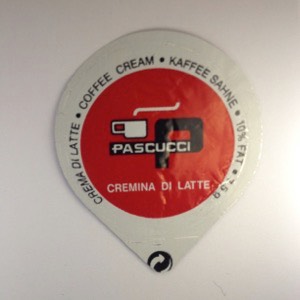 CREMA DI LATTE • COFFEE CREAM • KAFFEE SAHNE • 10% FAT • 7,5 G
PASCUCCI
CREMINA DI LATTE